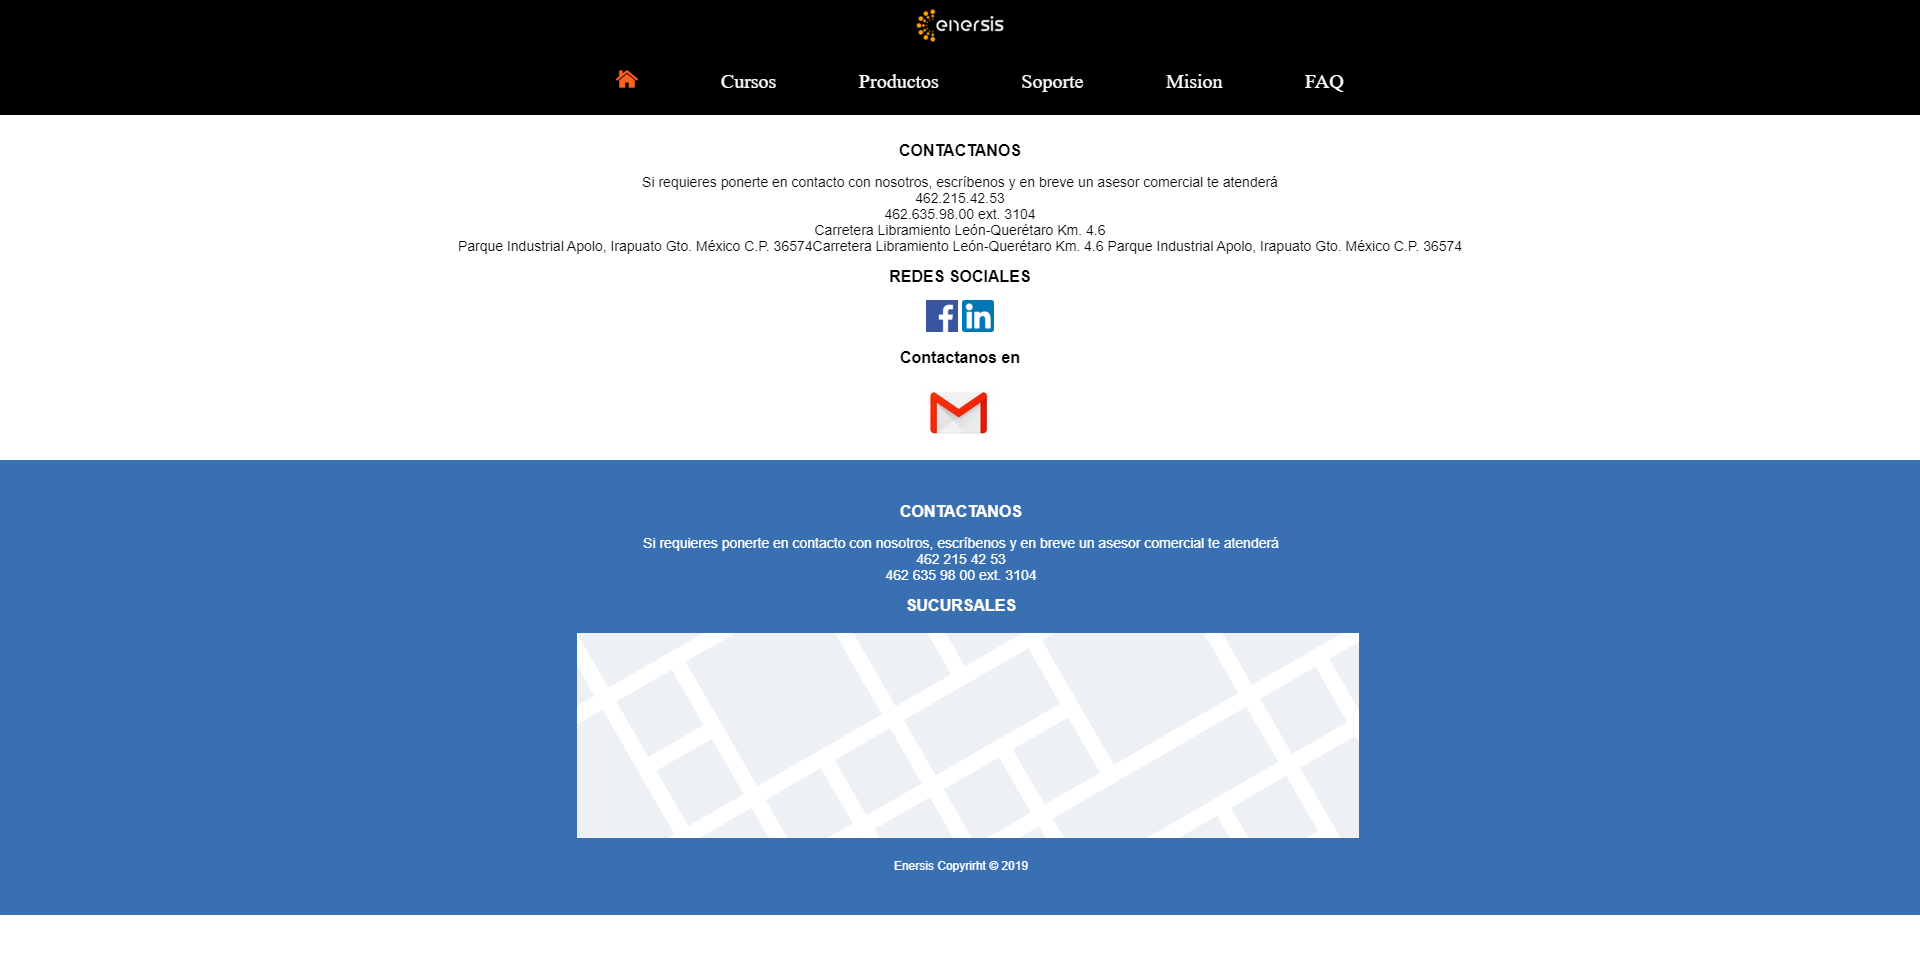 enersis
Cursos Productos Soporte Mision FAQ
CONTACTANOS
Si requieres ponerte en contacto con nosotros, escríbenos y en breve un asesor comercial te atenderá
462.215.42.53
462.635.98.00 ext. 3104
Carretera Libramiento León-Querétaro Km. 4.6
Parque Industrial Apolo, Irapuato Gto. México C.P. 36574Carretera Libramiento León-Querétaro Km. 4.6 Parque Industrial Apolo, Irapuato Gto. México C.P. 36574
REDES SOCIALES
f in
Contactanos en
CONTACTANOS
Si requieres ponerte en contacto con nosotros, escríbenos y en breve un asesor comercial te atenderá
462 215 42 53
462 635 98 00 ext. 3104
SUCURSALES
Enersis Copyrirht © 2019